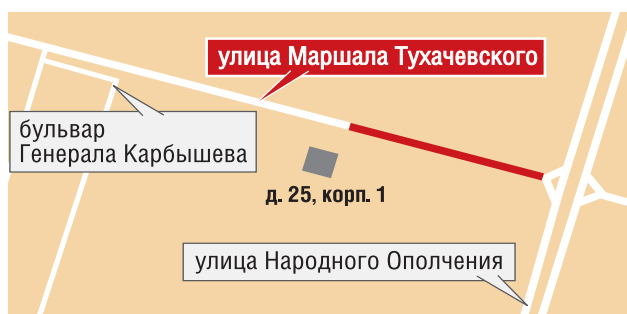 улица Маршала Тухачевского
бульвар
Генерала Карбышева
д. 25, корп. 1
улица Народного Ополчения